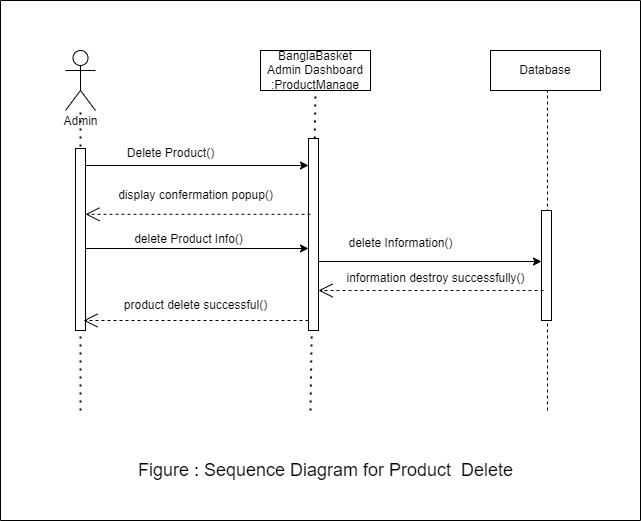 BanglaBasket
Admin Dashboard
:ProductManage
Database
Admin
Delete Product()
display confermation popup()
delete Product Info()
delete Information()
information destroy successfully()
product delete successful()
Figure : Sequence Diagram for Product  Delete